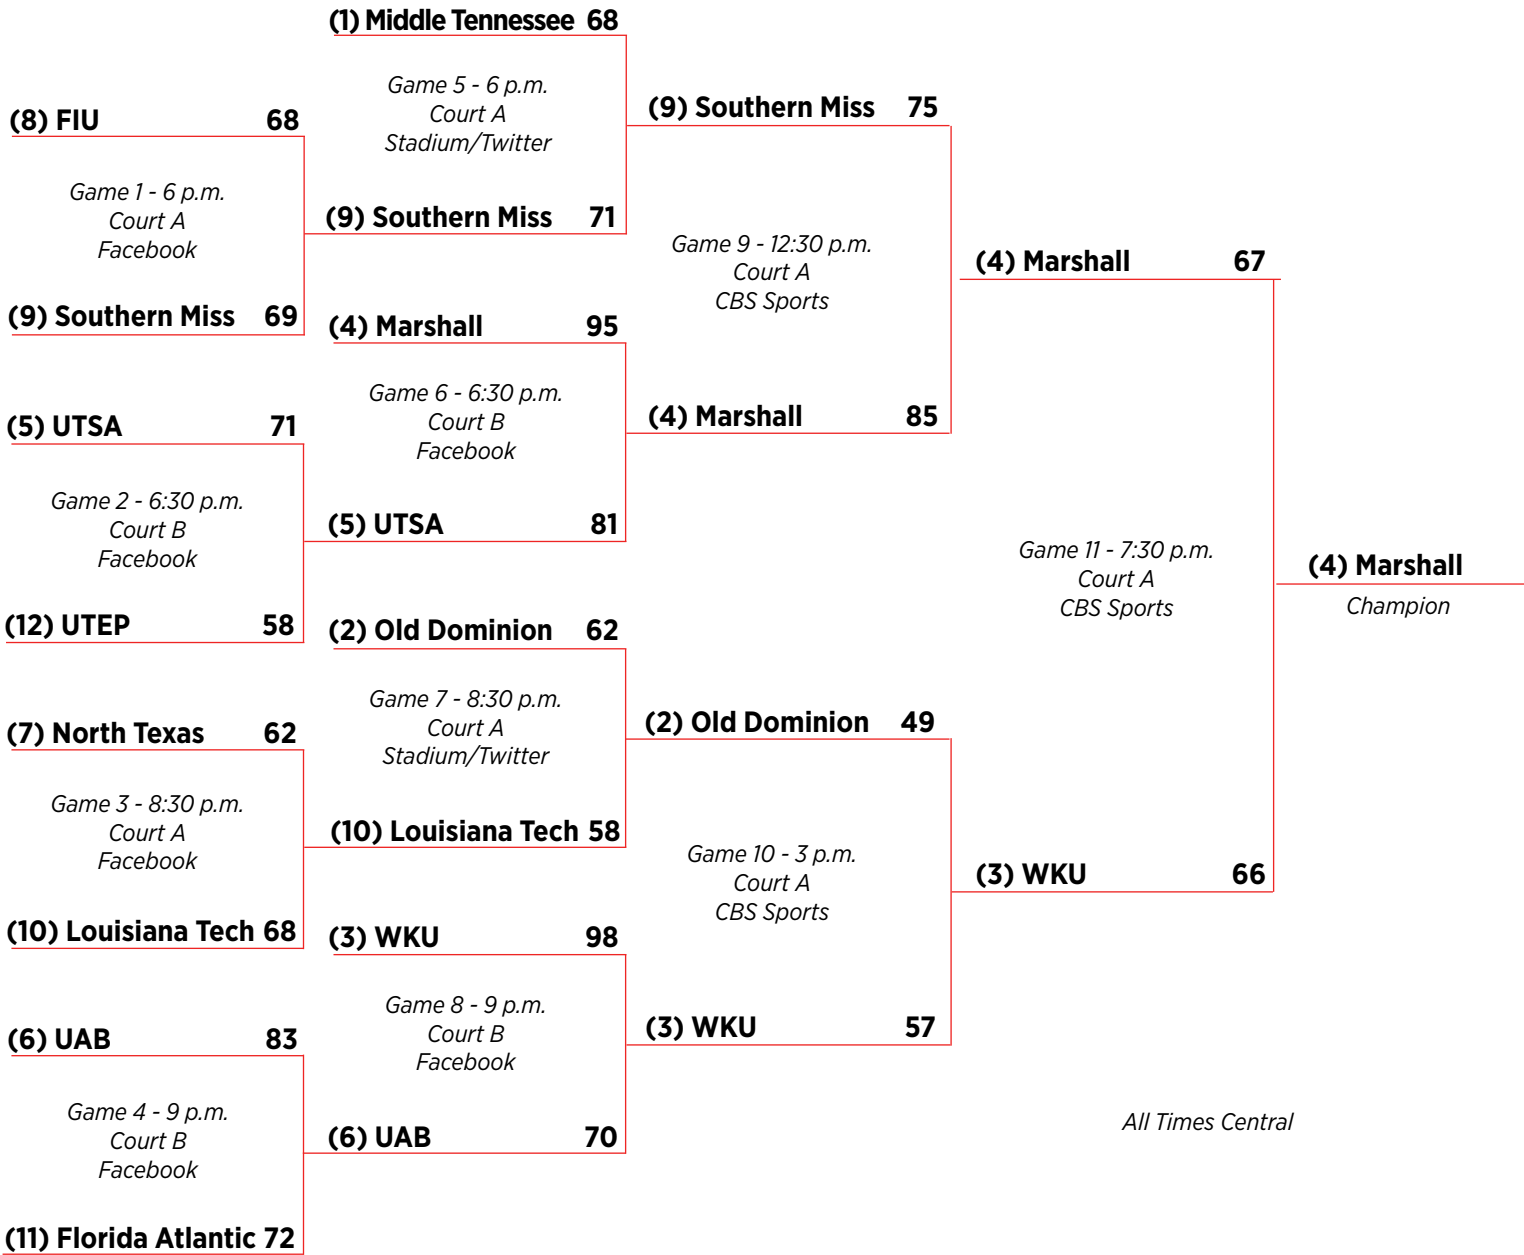 (8) FIU 68
Game 1 - 6 p.m.
Court A
Facebook
(9) Southern Miss 69
(5) UTSA 71
Game 2 - 6:30 p.m.
Court B
Facebook
(12) UTEP 58
(7) North Texas 62
Game 3 - 8:30 p.m.
Court A
Facebook
(10) Louisiana Tech 68
(6) UAB 83
Game 4 - 9 p.m.
Court B
Facebook
(11) Florida Atlantic 72
(1) Middle Tennessee 68
Game 5 - 6 p.m.
Court A
Stadium/Twitter
(9) Southern Miss 71
(4) Marshall 95
Game 6 - 6:30 p.m.
Court B
Facebook
(5) UTSA 81
(2) Old Dominion 62
Game 7 - 8:30 p.m.
Court A
Stadium/Twitter
(10) Louisiana Tech 58
(3) WKU 98
Game 8 - 9 p.m.
Court B
Facebook
(6) UAB 70
(9) Southern Miss 75
Game 9 - 12:30 p.m.
Court A
CBS Sports
(4) Marshall 85
(2) Old Dominion 49
Game 10 - 3 p.m.
Court A
CBS Sports
(3) WKU 57
(4) Marshall 67
Game 11 - 7:30 p.m.
Court A
CBS Sports
(3) WKU 66
(4) Marshall
Champion
All Times Central